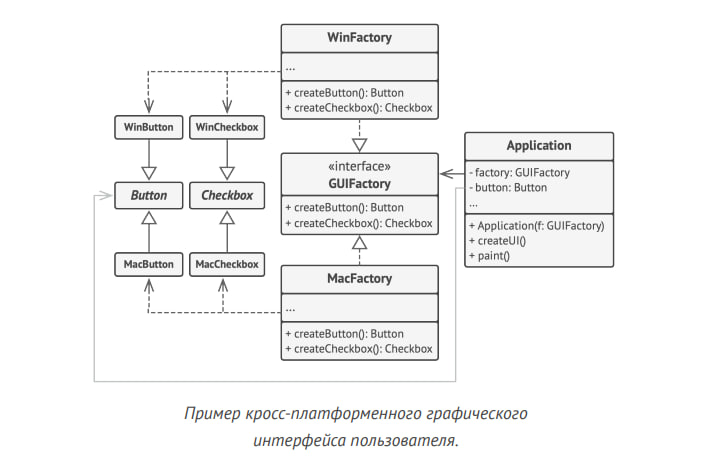 WinFactory
...
+ createButton(): Button
+ createCheckbox(): Checkbox
WinButton
WinCheckbox
Button
Checkbox
MacButton
MacCheckbox
«interface»
GUIFactory
+ createButton(): Button
+ createCheckbox(): Checkbox
Application
- factory: GUIFactory
- button: Button
...
+ Application(f: GUIFactory)
+ createUI()
+ paint()
MacFactory
...
+ createButton(): Button
+ createCheckbox(): Checkbox
Пример кросс-платформенного графического
интерфейса пользователя.